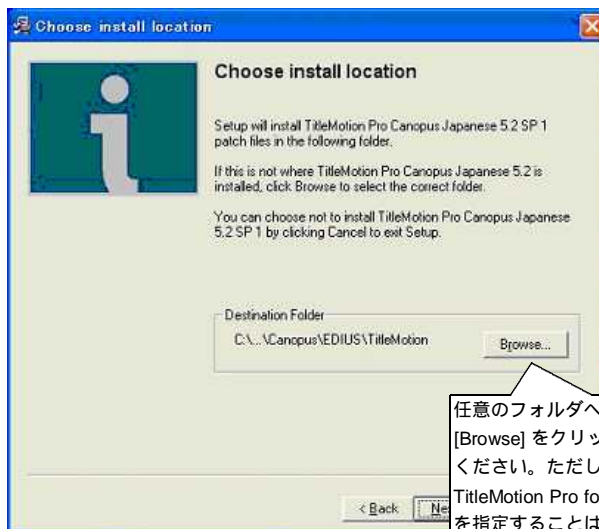 Choose install location
Choose install location
Setup will install TitleMotion Pro Canopus Japanese 5.2 SP 1
patch files in the following folder.
If this is not where TitleMotion Pro Canopus Japanese 5.2 is
installed, click Browse to select the correct folder.
You can choose not to install TitleMotion Pro Canopus Japanese
5.2 SP 1 by clicking Cancel to exit Setup.
Destination Folder
C:\...\Canopus\EDIUS\TitleMotion
Browse...
任意のフォルダへ
[Browse] をクリッ
ください。ただし
TitleMotion Pro fo
を指定することは
< Back
Ne